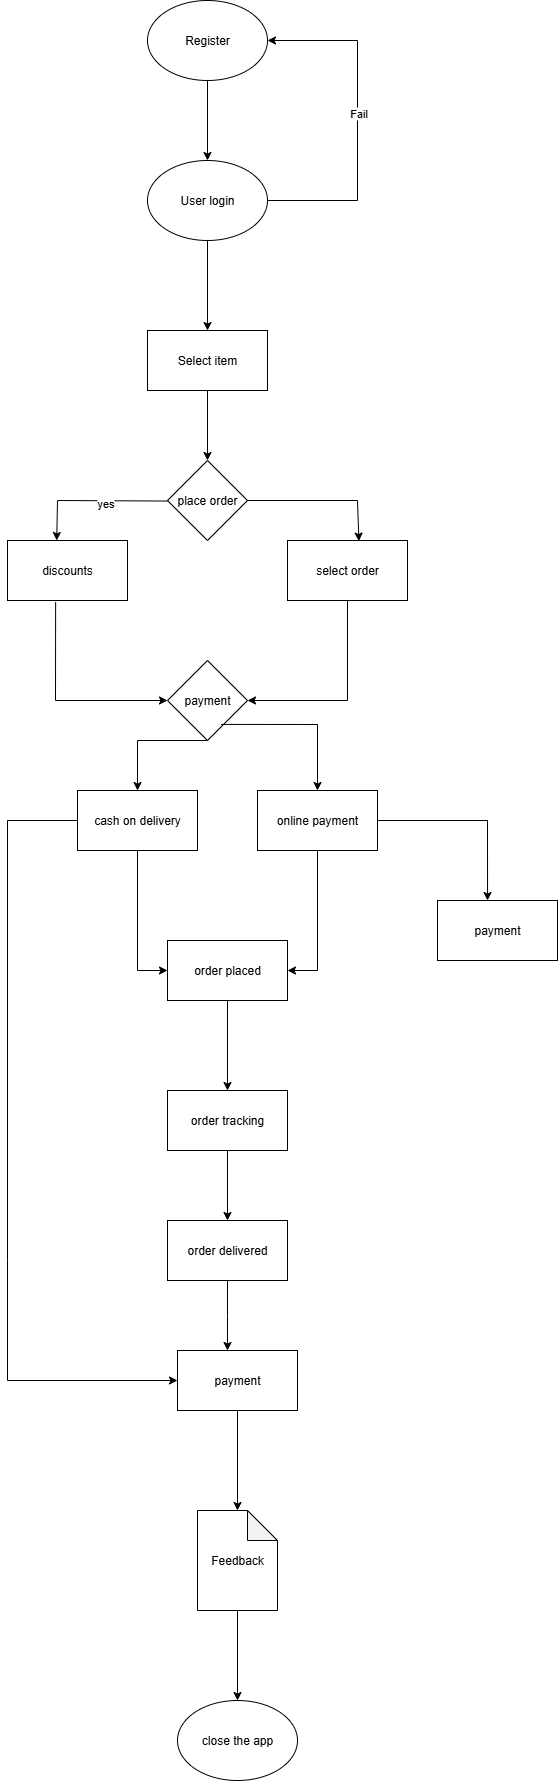 Register
Fail
User login
Select item
place order
yes
discounts
select order
payment
cash on delivery
online payment
payment
order placed
order tracking
order delivered
payment
Feedback
close the app